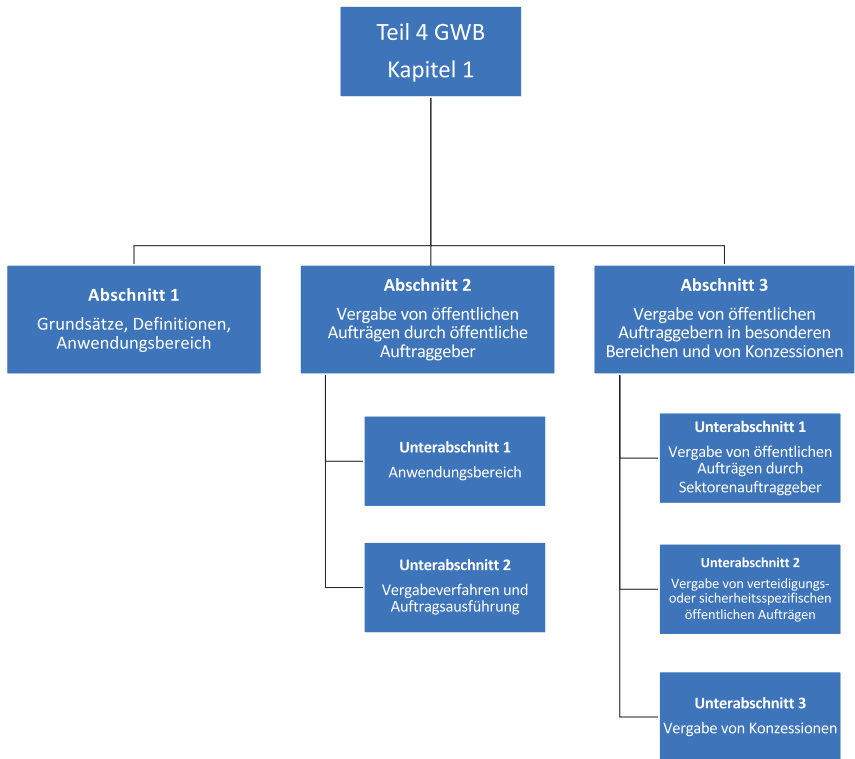 Teil 4 GWB
Kapitel 1
Abschnitt 1
Grundsätze, Definitionen,
Anwendungsbereich
Abschnitt 2
Vergabe von öffentlichen
Aufträgen durch öffentliche
Auftraggeber
Unterabschnitt 1
Anwendungsbereich
Unterabschnitt 2
Vergabeverfahren und
Auftragsausführung
Abschnitt 3
Vergabe von öffentlichen
Auftraggebern in besonderen
Bereichen und von Konzessionen
Unterabschnitt 1
Vergabe von öffentlichen
Aufträgen durch
Sektorenauftraggeber
Unterabschnitt 2
Vergabe von verteidigungs-
oder sicherheitsspezifischen
öffentlichen Aufträgen
Unterabschnitt 3
Vergabe von Konzessionen